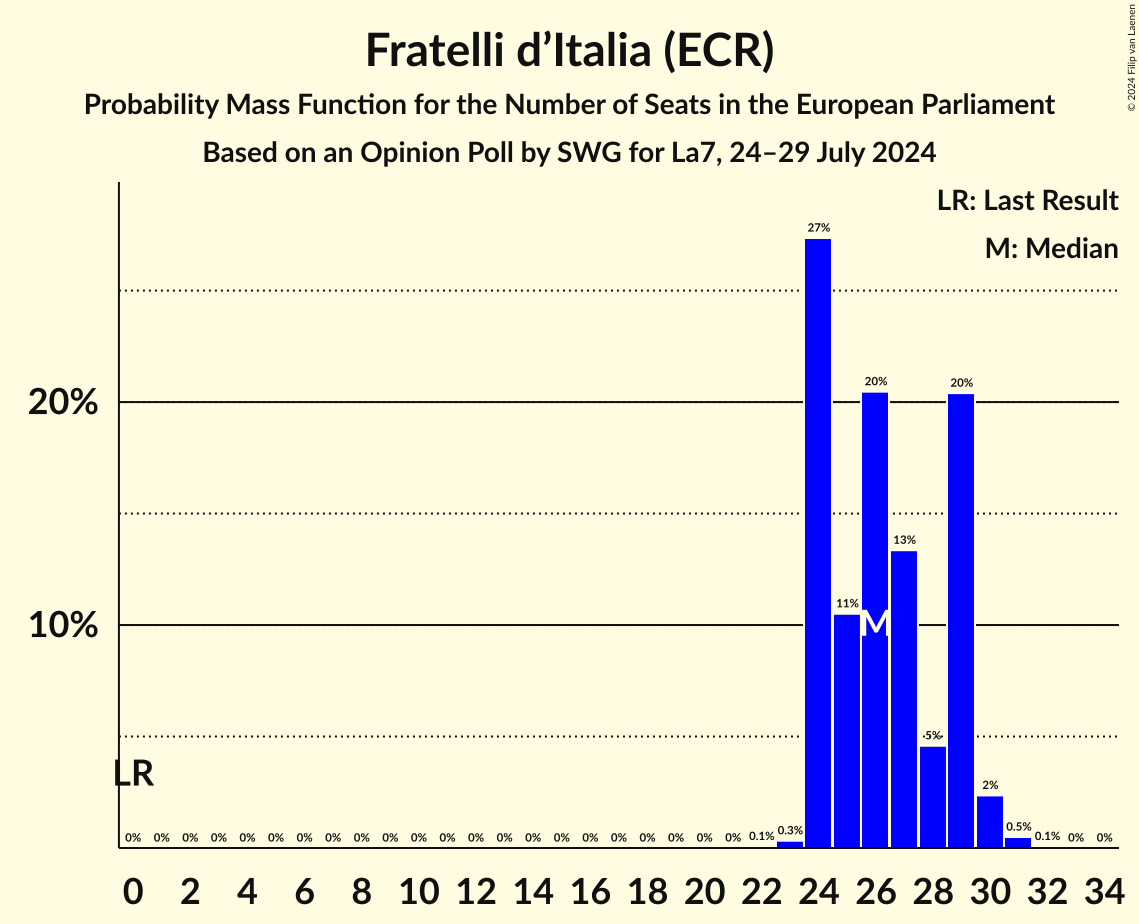 Fratelli d’Italia (ECR)
Probability Mass Function for the Number of Seats in the European Parliament
Based on an Opinion Poll by SWG for La7, 24–29 July 2024
© 2024 Filip van Laenen
LR: Last Result
M: Median
20%
10%
27%
20%
20%
13%
11%
M
5%
LR
2%
0% 0% 0% 0% 0% 0% 0% 0% 0% 0% 0% 0% 0% 0% 0% 0% 0% 0% 0% 0% 0% 0% 0.1% 0.3% 0.5% 0.1% 0% 0%
0 2 4 6 8 10 12 14 16 18 20 22 24 26 28 30 32 34